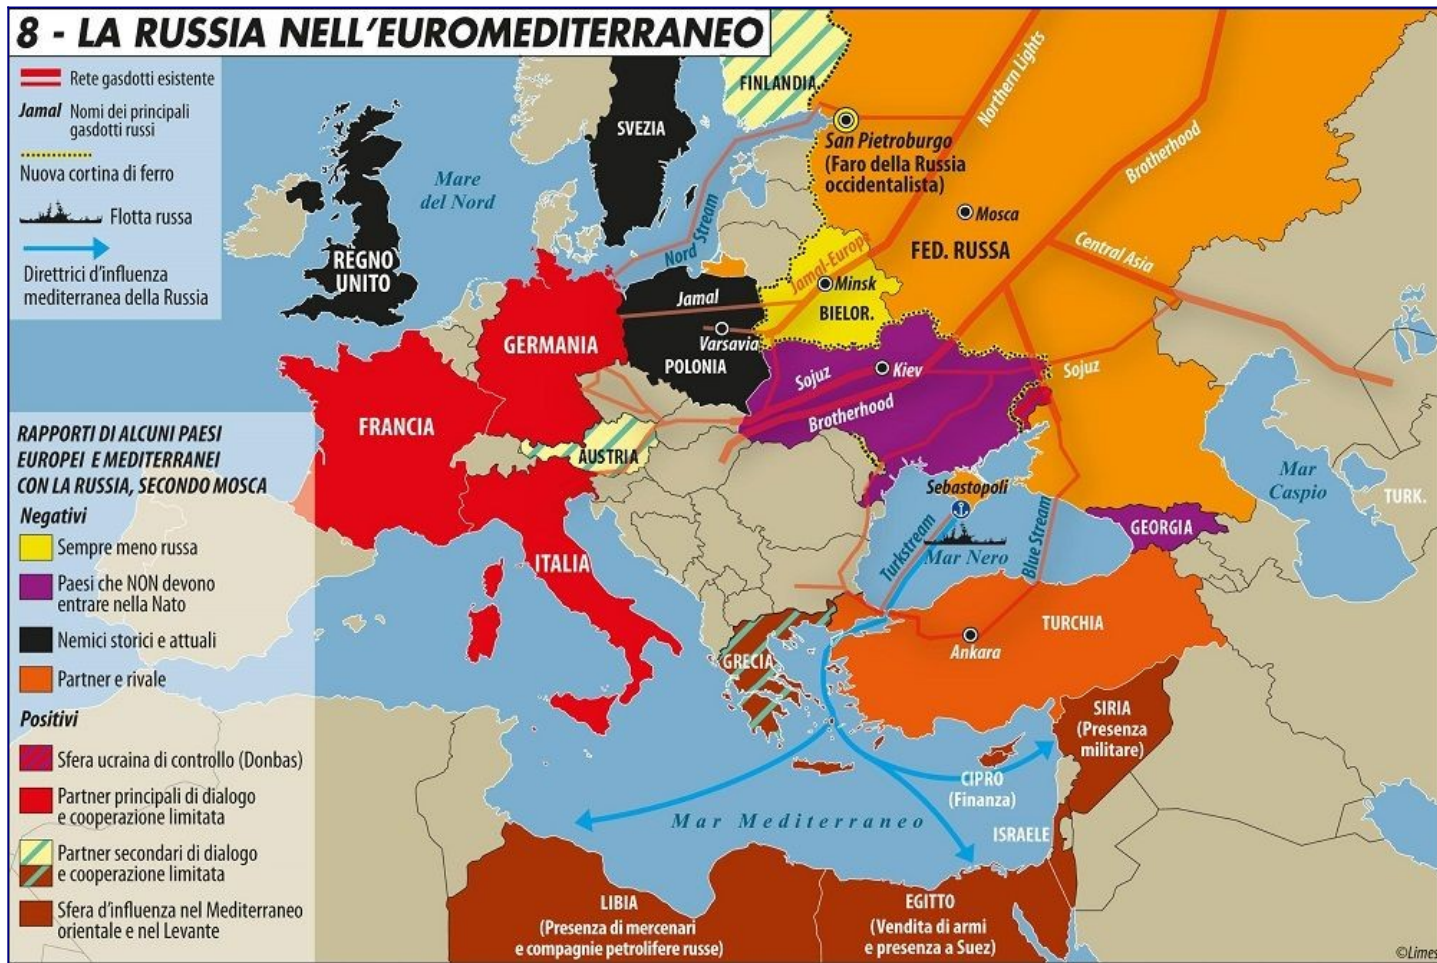 8 - LA RUSSIA NELL'EUROMEDITERRANEO
Rete gasdotti esistente
Jamal
Nomi dei principali
gasdotti russi
Nuova cortina di ferro
Flotta russa
Direttrici d'influenza
mediterranea della Russia
RAPPORTI DI ALCUNI PAESI
EUROPEI E MEDITERRANEI
CON LA RUSSIA, SECONDO MOSCA
Negativi
Sempre meno russa
Paesi che NON devono
entrare nella Nato
Nemici storici e attuali
Partner e rivale
Positivi
Sfera ucraina di controllo (Donbas)
Partner principali di dialogo
e cooperazione limitata
Partner secondari di dialogo
e cooperazione limitata
Sfera d'influenza nel Mediterraneo
orientale e nel Levante
FINLANDIA
SVEZIA
Northern Lights
Brotherhood
San Pietroburgo
(Faro della Russia
occidentalista)
Mare
del Nord
Mosca
FED. RUSSA
Central Asia
REGNO
UNITO
Nord Stream
Jamal-Europe
Minsk
BIELOR.
Jamal
Varsavia
POLONIA
GERMANIA
Sojuz
Kiev
Sojuz
Brotherhood
FRANCIA
AUSTRIA
Sebastopoli
Mar
Caspio
TURK.
GEORGIA
ITALIA
Turkstream
Mar Nero
Blue Stream
TURCHIA
Ankara
GRECIA
SIRIA
(Presenza
militare)
CIPRO
(Finanza)
Mar Mediterraneo
ISRAELE
LIBIA
(Presenza di mercenari
e compagnie petrolifere russe)
EGITTO
(Vendita di armi
e presenza a Suez)
©Limes